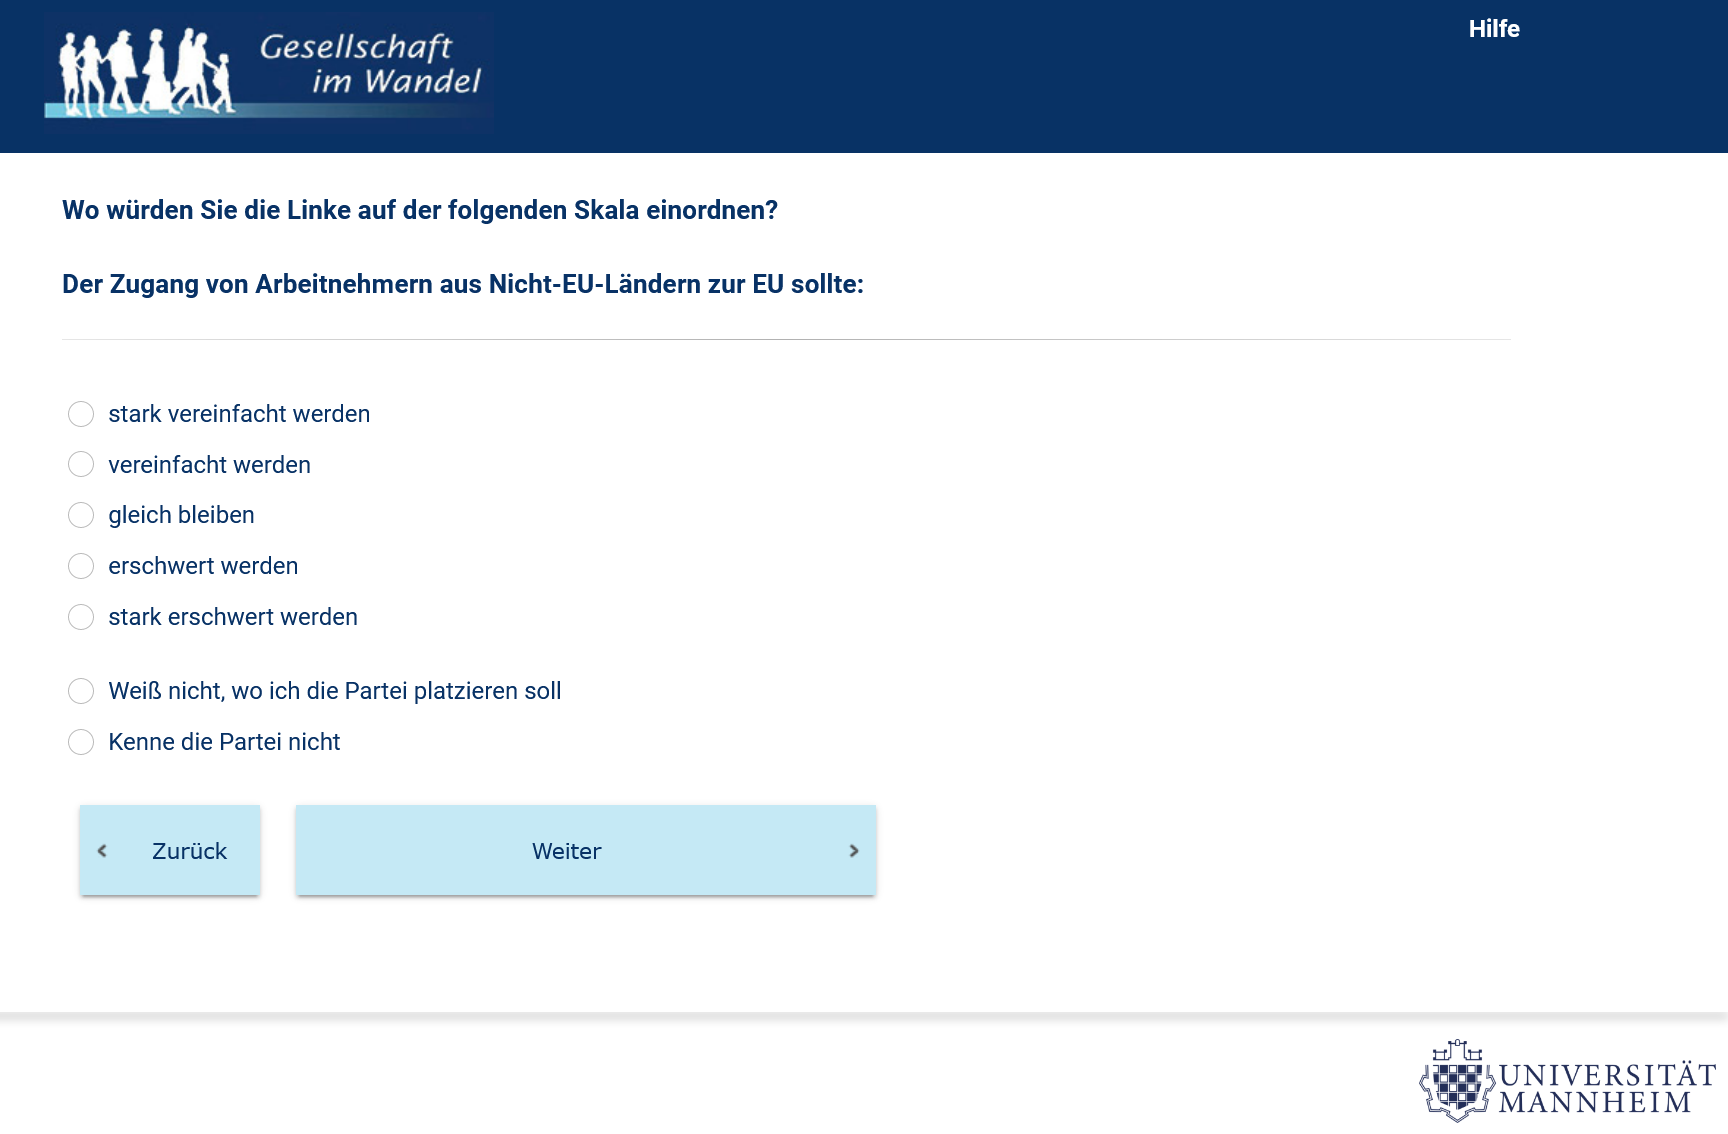 Gesellschaft
im Wandel
Hilfe
Wo würden Sie die Linke auf der folgenden Skala einordnen?
Der Zugang von Arbeitnehmern aus Nicht-EU-Ländern zur EU sollte:
stark vereinfacht werden
vereinfacht werden
gleich bleiben
erschwert werden
stark erschwert werden
Weiß nicht, wo ich die Partei platzieren soll
Kenne die Partei nicht
Zurück
Weiter
UNIVERSITÄT
MANNHEIM